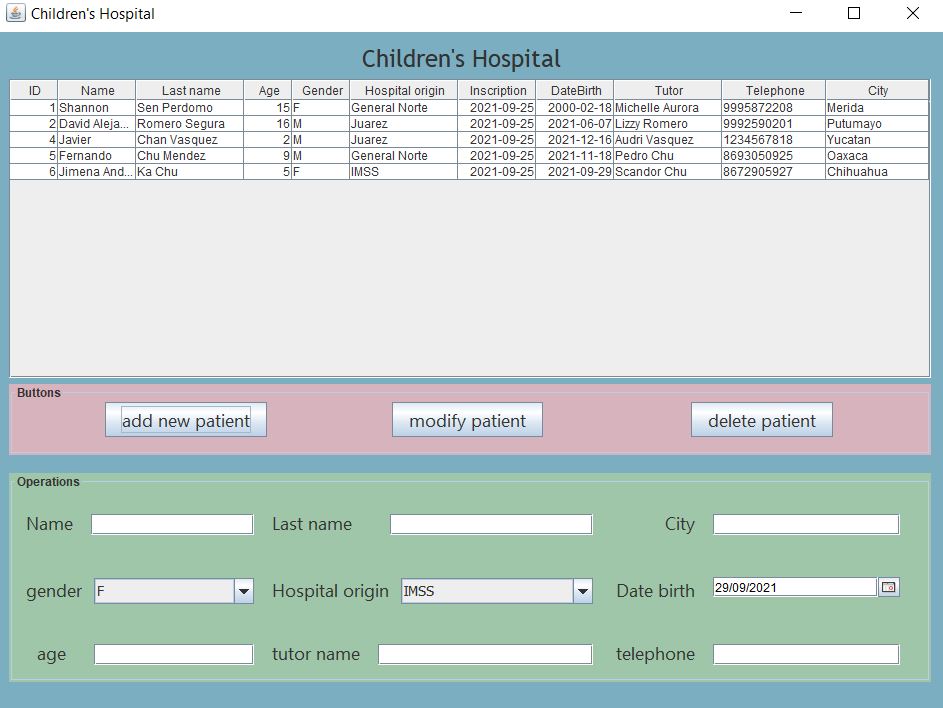 Children's Hospital
Children's Hospital
ID Name Last name Age Gender Hospital origin Inscription DateBirth Tutor Telephone City
1 Shannon Sen Perdomo 15 F General Norte 2021-09-25 2000-02-18 Michelle Aurora 9995872208 Merida
2 David Aleja... Romero Segura 16 M Juarez 2021-09-25 2021-06-07 Lizzy Romero 9992590201 Putumayo
4 Javier Chan Vasquez 2 M Juarez 2021-09-25 2021-12-16 Audri Vasquez 1234567818 Yucatan
5 Fernando Chu Mendez 9 M General Norte 2021-09-25 2021-11-18 Pedro Chu 8693050925 Oaxaca
6 Jimena And... Ka Chu 5 F IMSS 2021-09-25 2021-09-29 Scandor Chu 8672905927 Chihuahua
Buttons
add new patient modify patient delete patient
Operations
Name Last name City
gender F Hospital origin IMSS Date birth 29/09/2021
age tutor name telephone